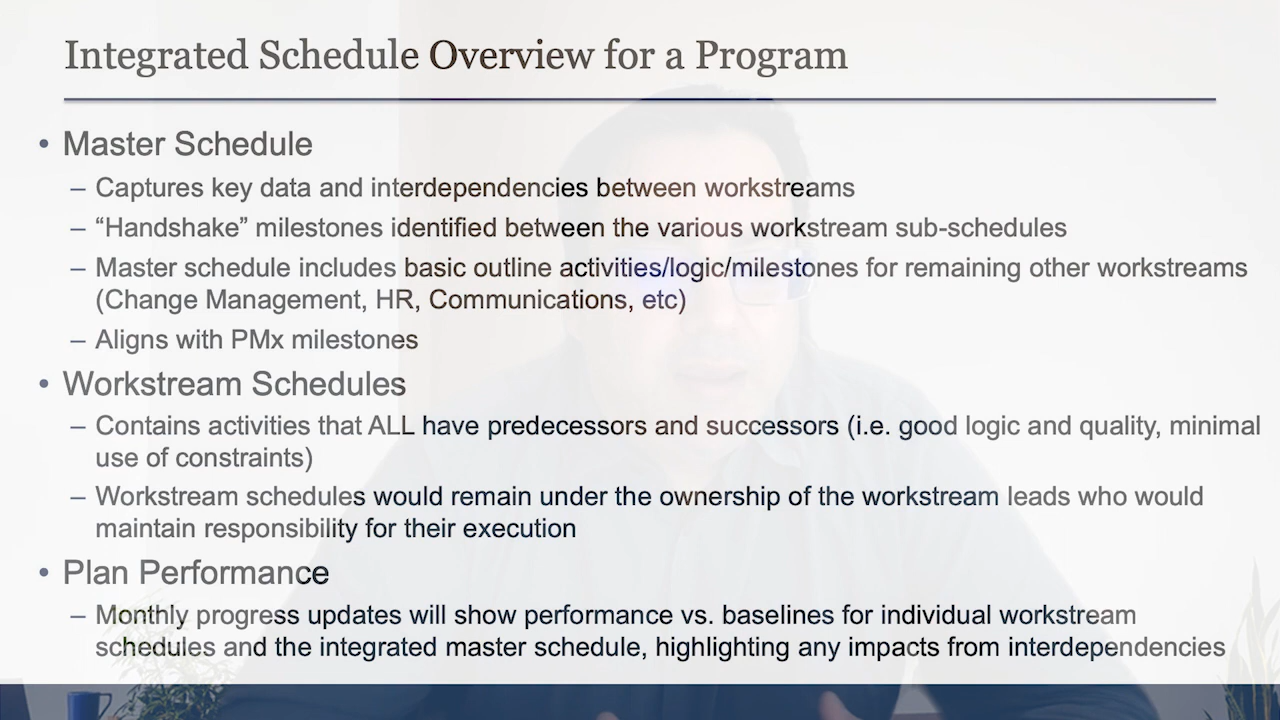 Integrated Schedule Overview for a Program
• Master Schedule
– Captures key data and interdependencies between workstreams
– “Handshake” milestones identified between the various workstream sub-schedules
– Master schedule includes basic outline activities/logic/milestones for remaining other workstreams
(Change Management, HR, Communications, etc)
– Aligns with PMx milestones
• Workstream Schedules
– Contains activities that ALL have predecessors and successors (i.e. good logic and quality, minimal
use of constraints)
– Workstream schedules would remain under the ownership of the workstream leads who would
maintain responsibility for their execution
• Plan Performance
– Monthly progress updates will show performance vs. baselines for individual workstream
schedules and the integrated master schedule, highlighting any impacts from interdependencies